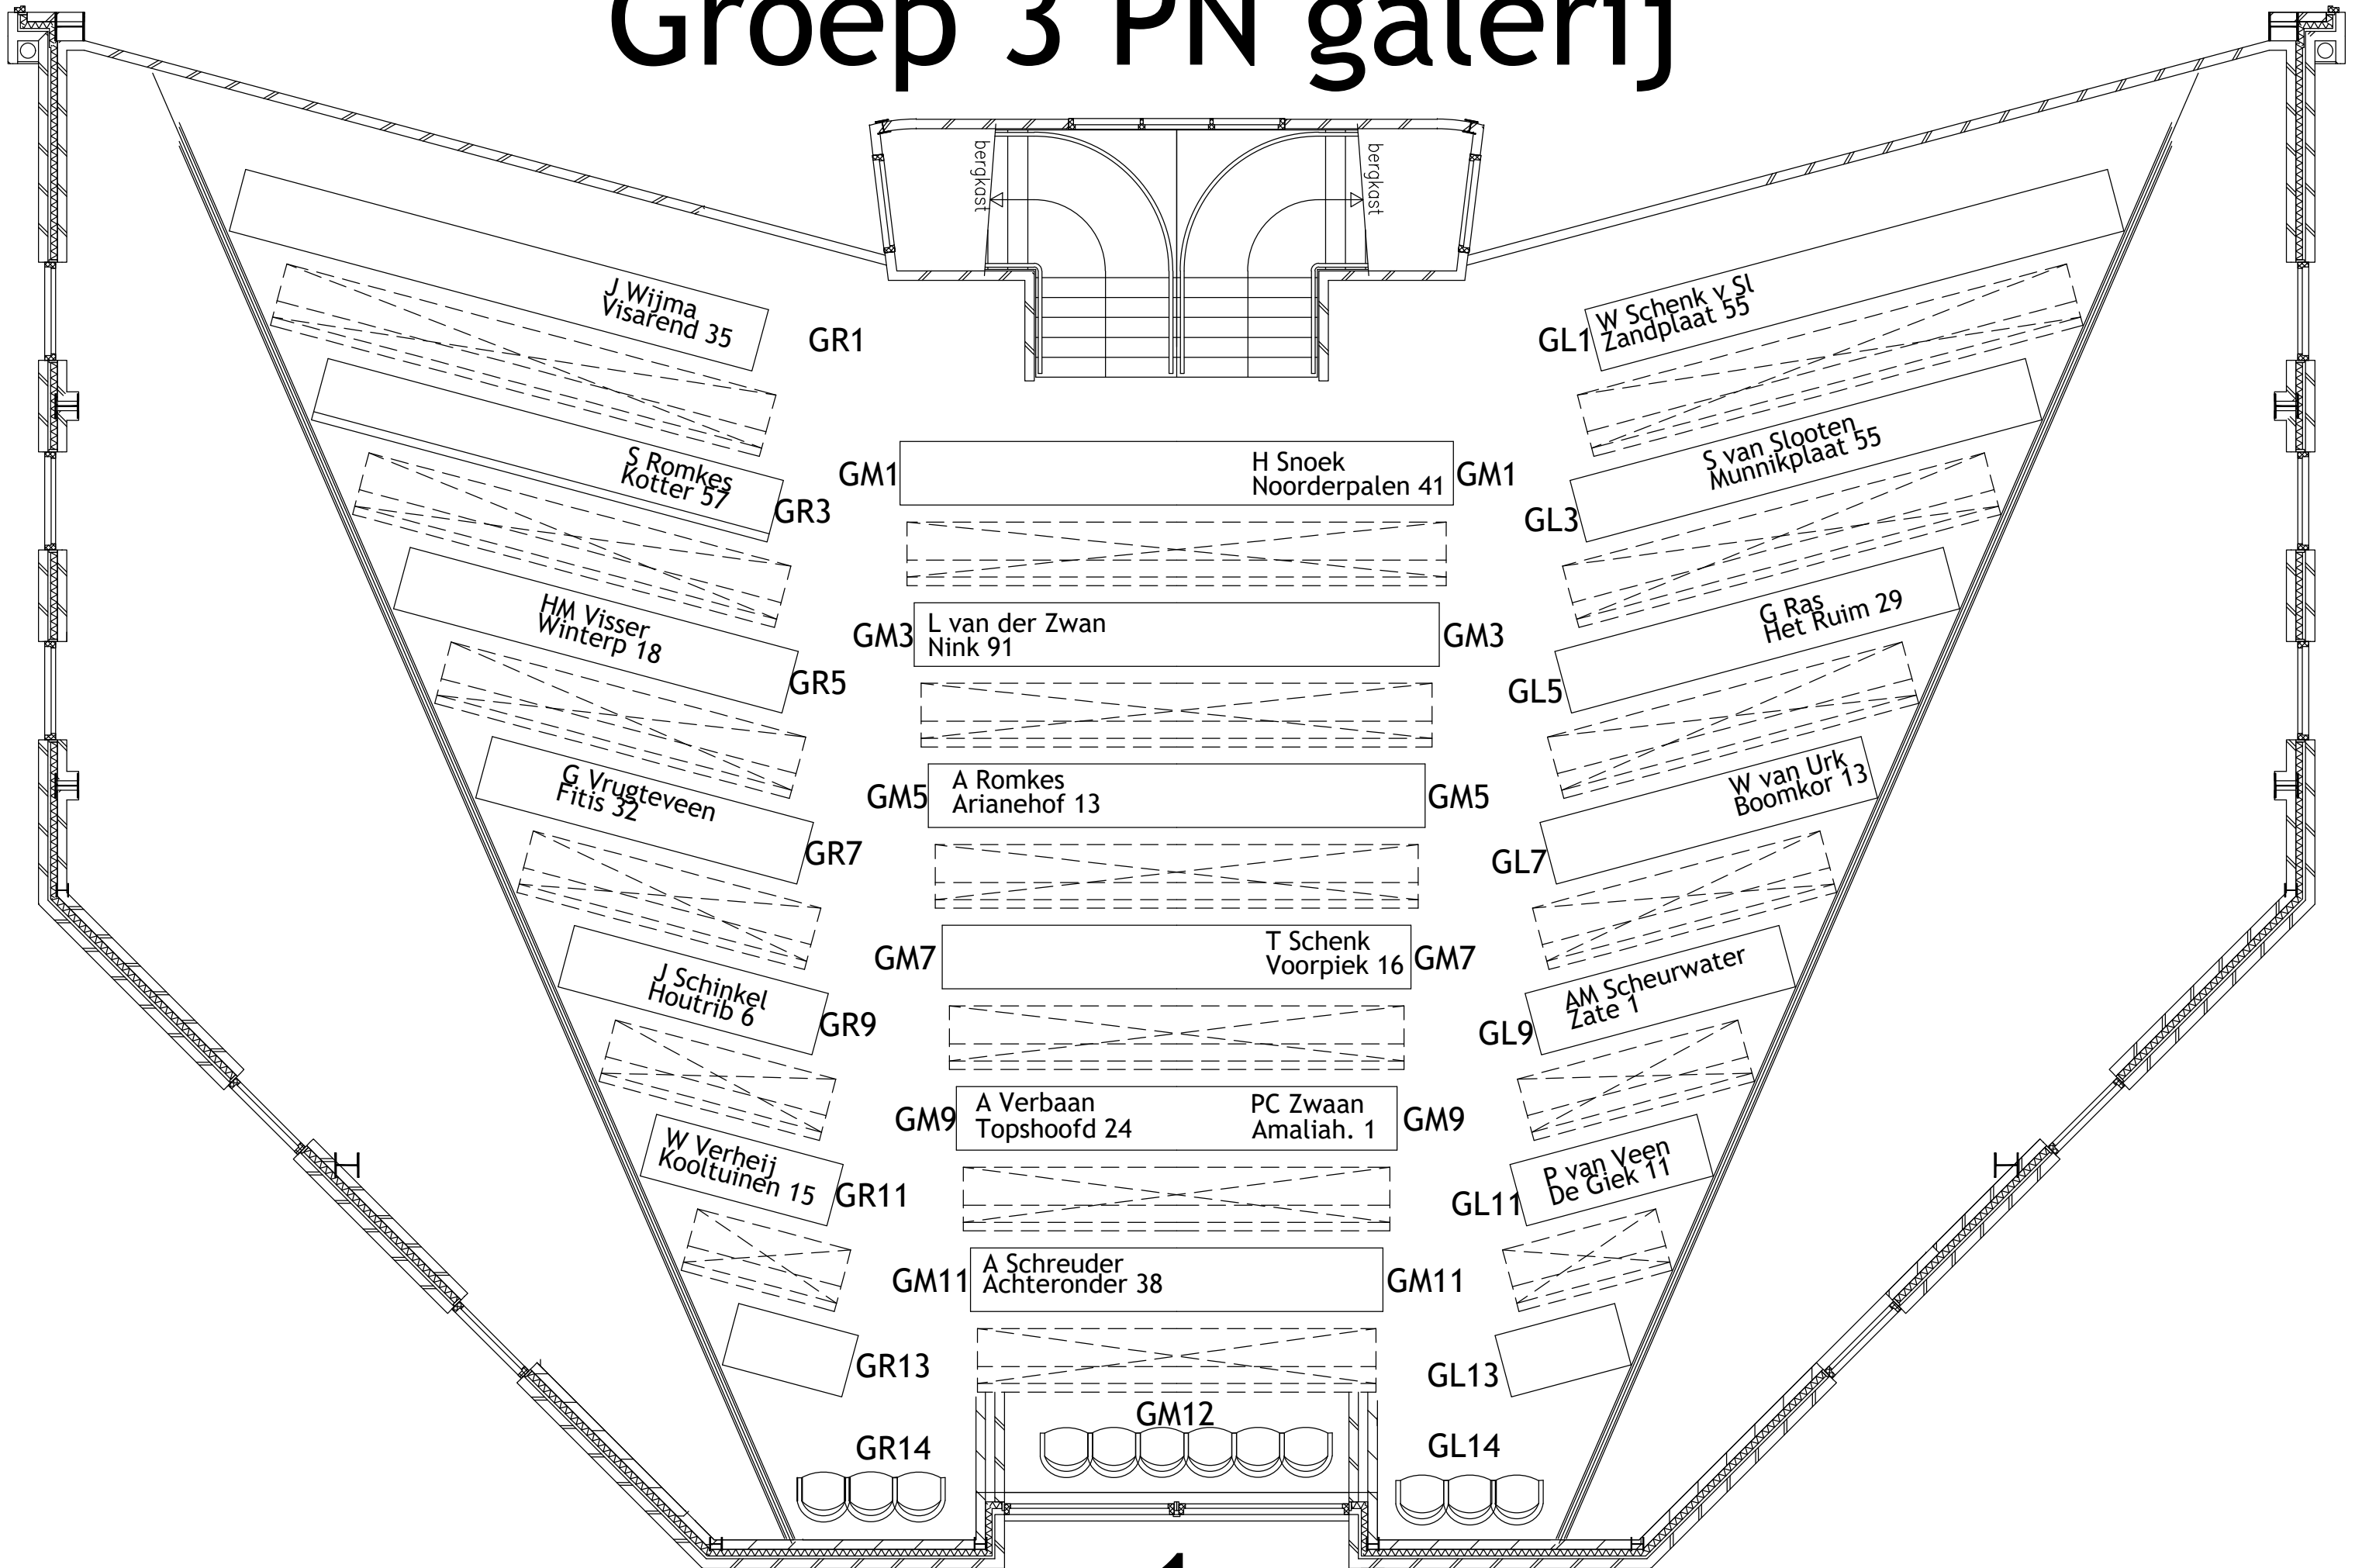 Groep 3 PN galerij
bergkast
bergkast
J Wijma
Visarend 35
GR1
W Schenk v Sl
Zandplaat 55
GL1
S Romkes
Kotter 57
GR3
GM1
H Snoek
Noorderpalen 41
GM1
S van Slooten
Munnikplaat 55
GL3
HM Visser
Winterp 18
GR5
GM3
L van der Zwan
Nink 91
GM3
G Ras
Het Ruim 29
GL5
G Vrugteveen
Fitis 32
GR7
GM5
A Romkes
Arianehof 13
GM5
W van Urk
Boomkor 13
GL7
J Schinkel
Houtrib 6
GR9
GM7
T Schenk
Voorpiek 16
GM7
AM Scheurwater
Zate 1
GL9
W Verheij
Kooltuinen 15
GR11
GM9
A Verbaan
Topshoofd 24
PC Zwaan
Amaliah. 1
GM9
P van Veen
De Giek 11
GL11
GM11
A Schreuder
Achteronder 38
GM11
GR13
GL13
GM12
GR14
GL14